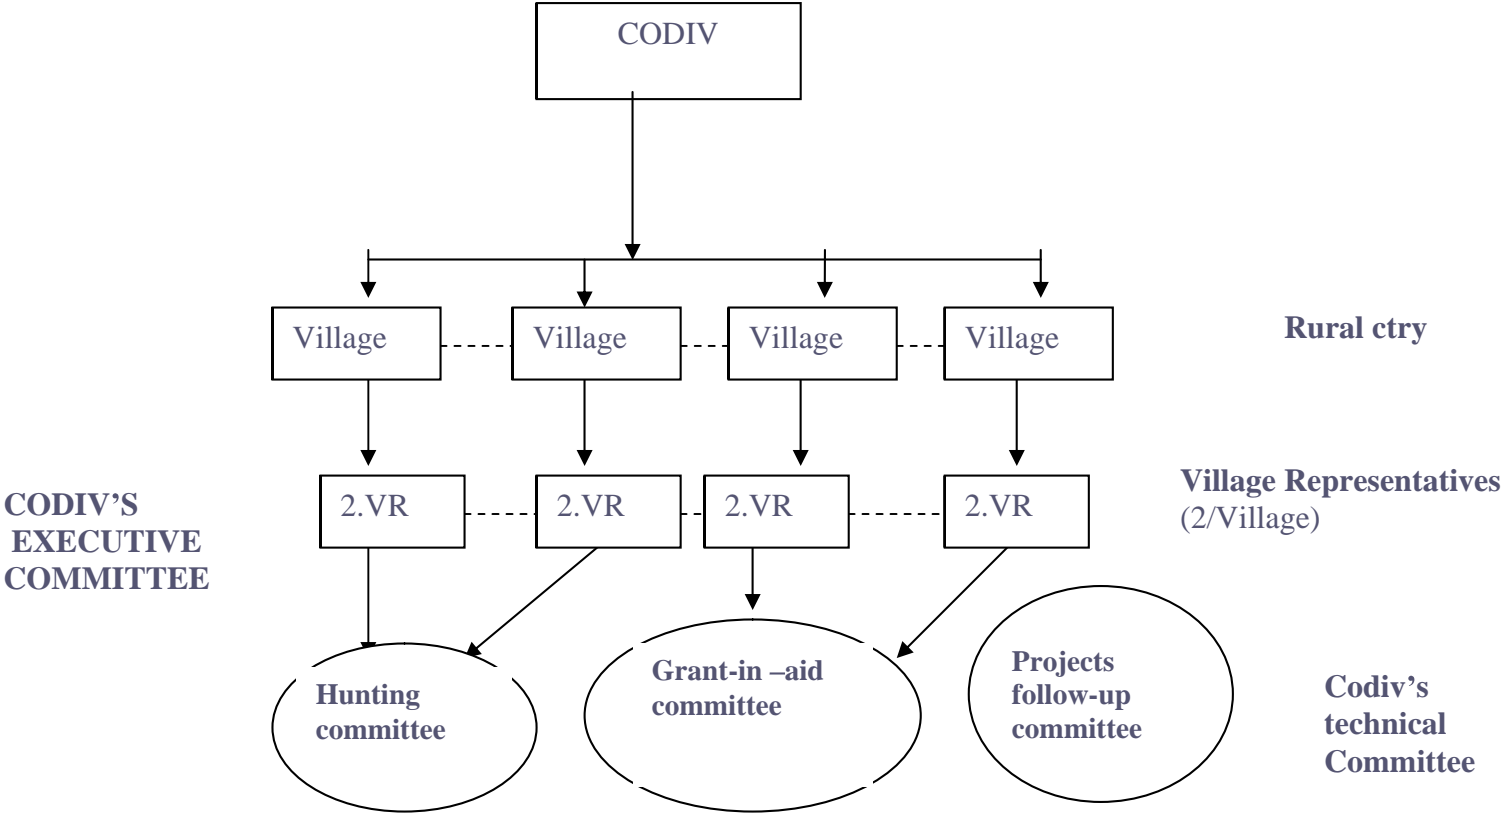 CODIV
Village
Village
Village
Village
Rural ctry
CODIV’S
EXECUTIVE
COMMITTEE
2.VR
2.VR
2.VR
2.VR
Village Representatives
(2/Village)
Hunting
committee
Grant-in –aid
committee
Projects
follow-up
committee
Codiv’s
technical
Committee